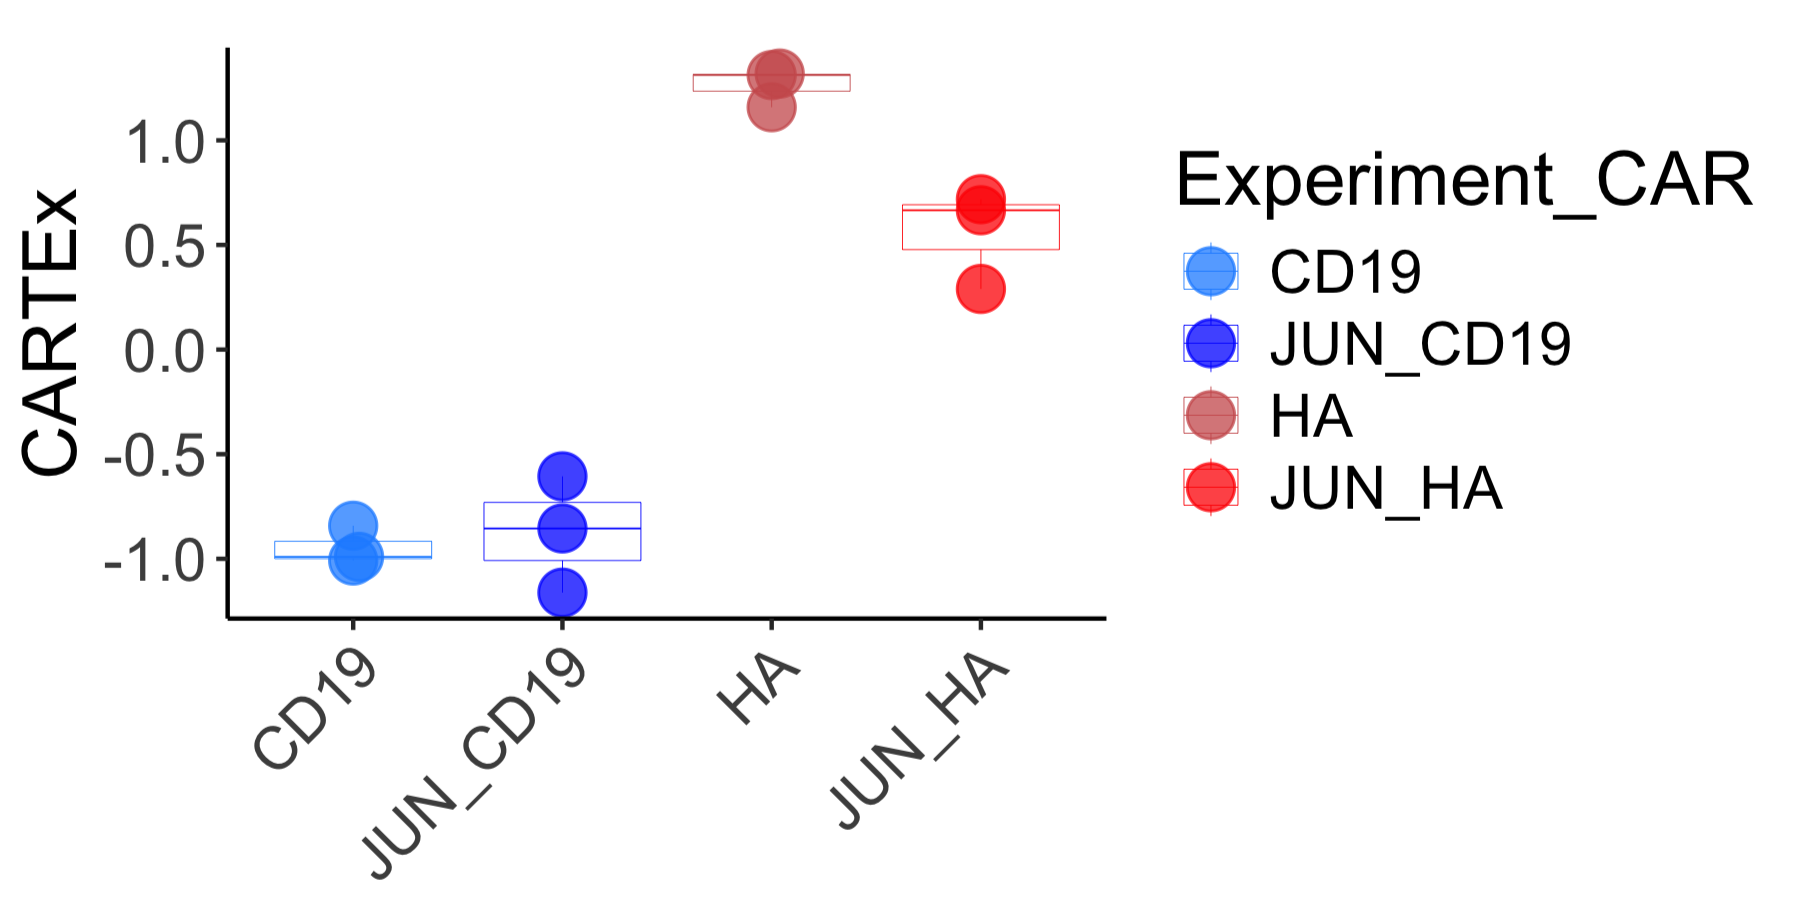 CARTEx
1.0
0.5
0.0
-0.5
-1.0
CD19
JUN_CD19
HA
JUN_HA
Experiment_CAR
CD19
JUN_CD19
HA
JUN_HA